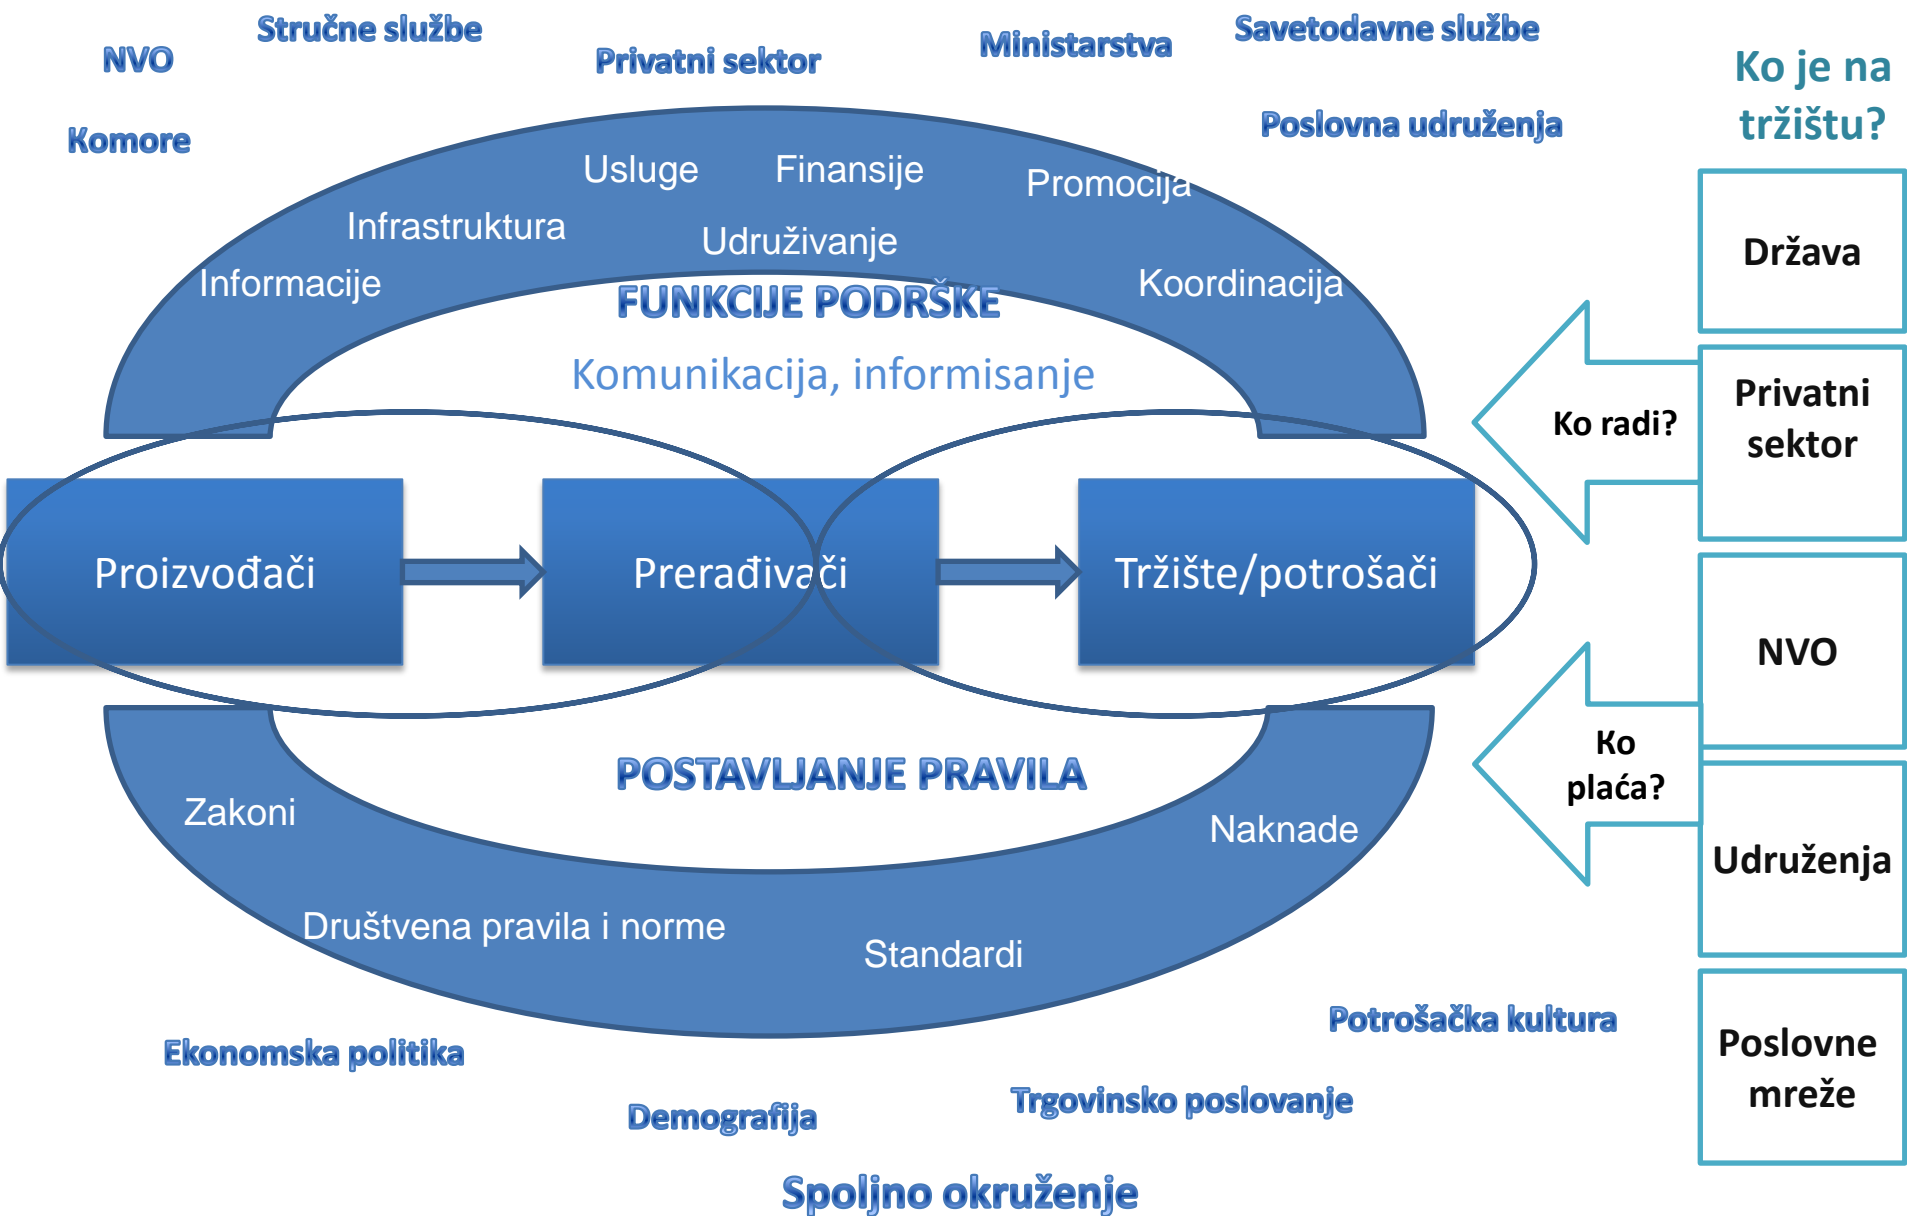 Stručne službe
Savetodavne službe
NVO
Privatni sektor
Ministarstva
Ko je na
tržištu?
Komore
Poslovna udruženja
Usluge
Finansije
Promocija
Infrastruktura
Udruživanje
Informacije
Koordinacija
FUNKCIJE PODRŠKE
Komunikacija, informisanje
Država
Ko radi?
Privatni
sektor
Proizvođači
Prerađivači
Tržište/potrošači
NVO
POSTAVLJANJE PRAVILA
Ko
plaća?
Zakoni
Naknade
Udruženja
Društvena pravila i norme
Standardi
Potrošačka kultura
Ekonomska politika
Poslovne
mreže
Demografija
Trgovinsko poslovanje
Spoljno okruženje